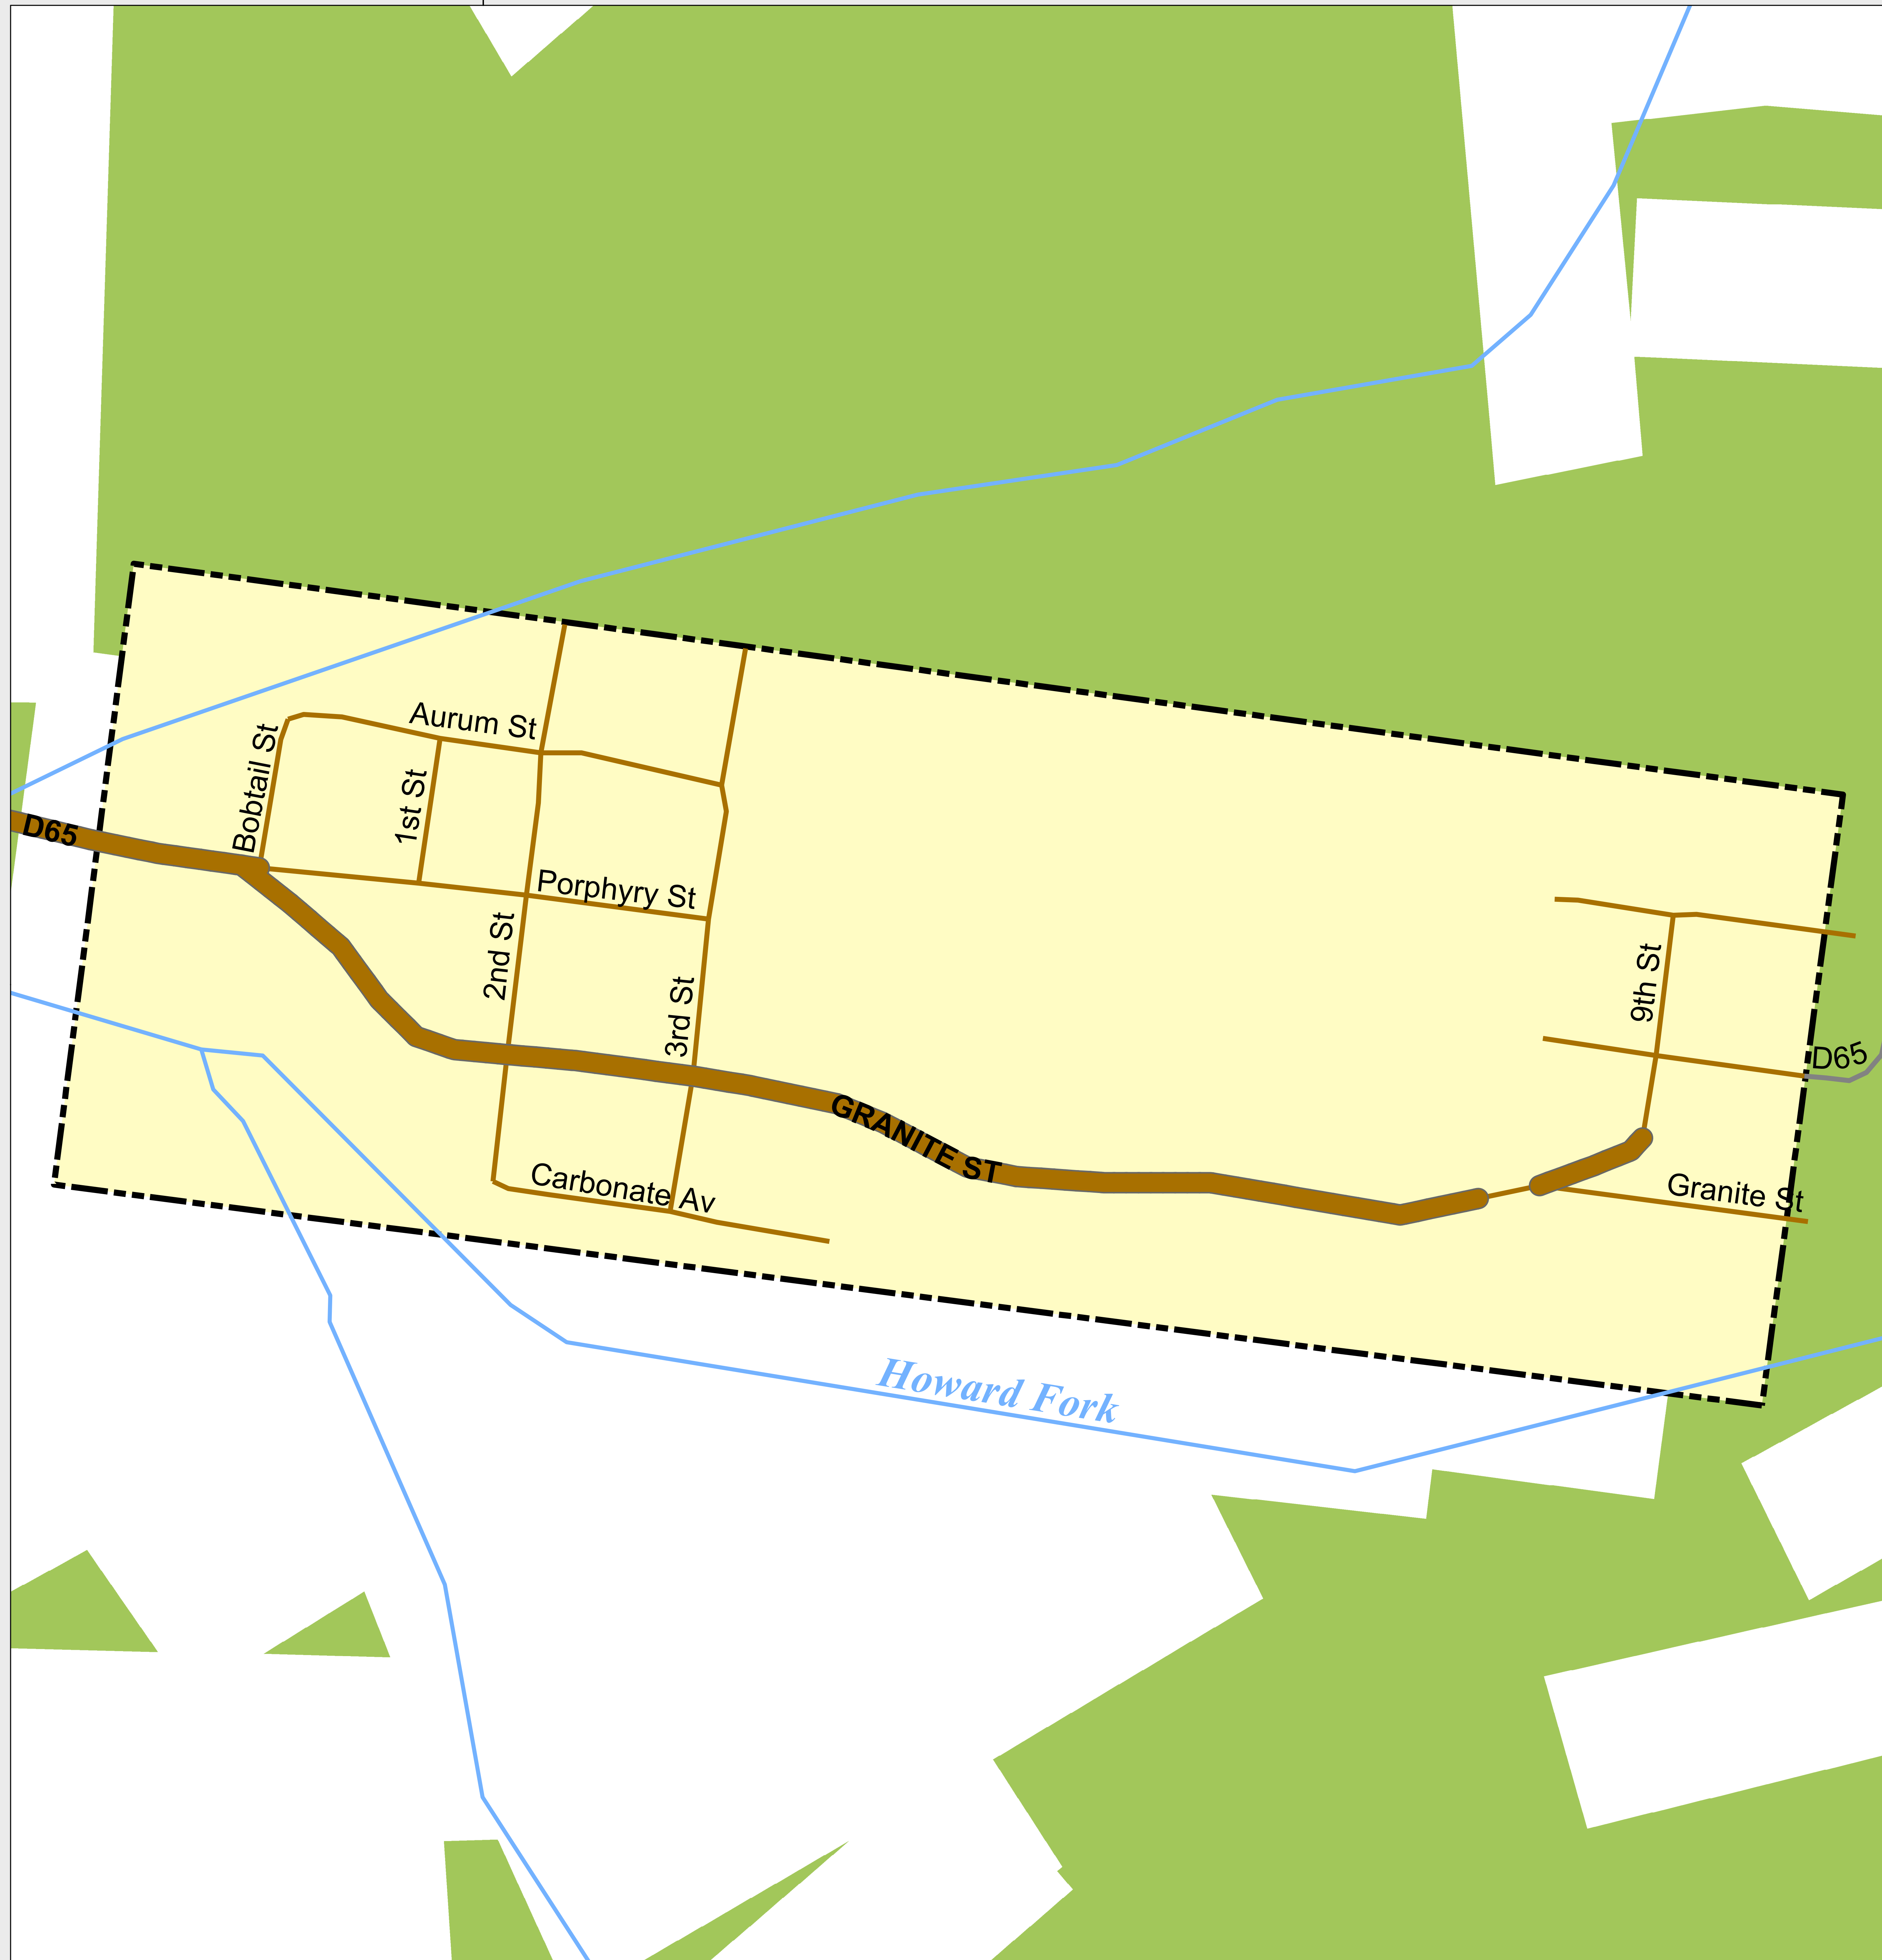 Aurum St
Bobtail St
1st St
D65
Porphyry St
2nd St
3rd St
9th St
D65
GRANITE ST
Carbonate Av
Granite St
Howard Fork